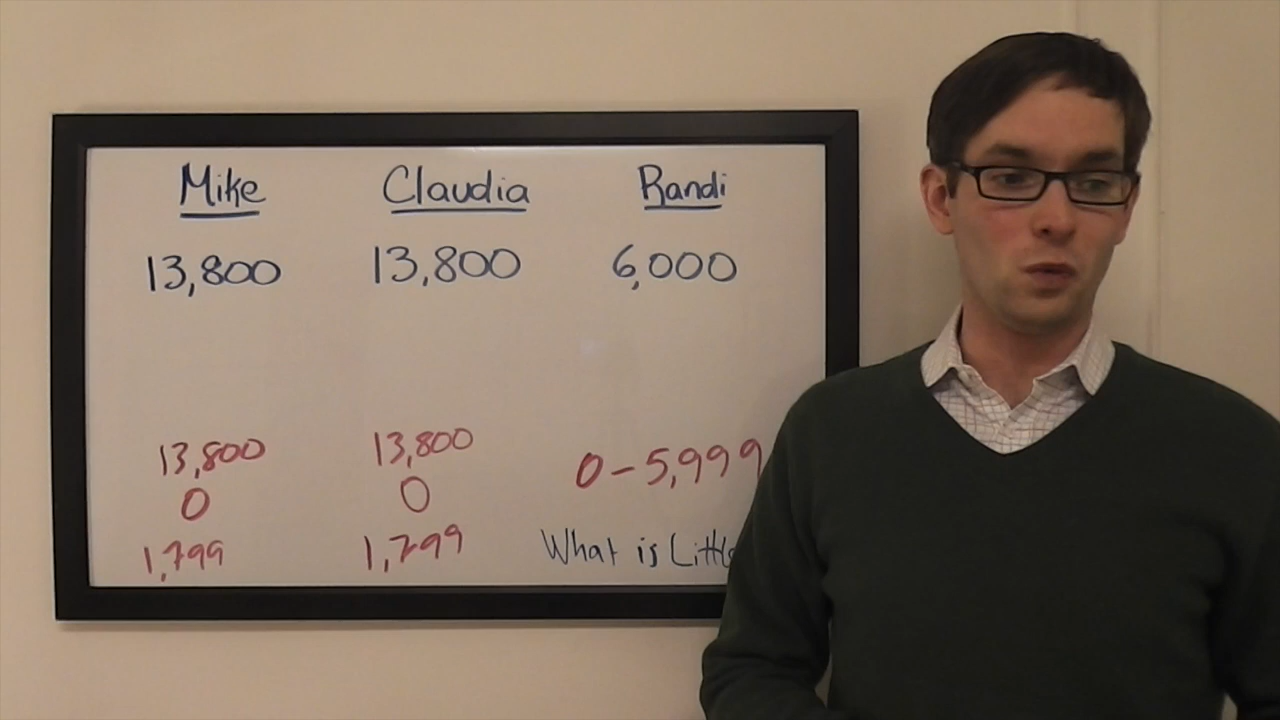 Mike Claudia Randi
13,800 13,800 6,000
13,800 13,800 0-5,999
0 0
1,799 1,799 What is